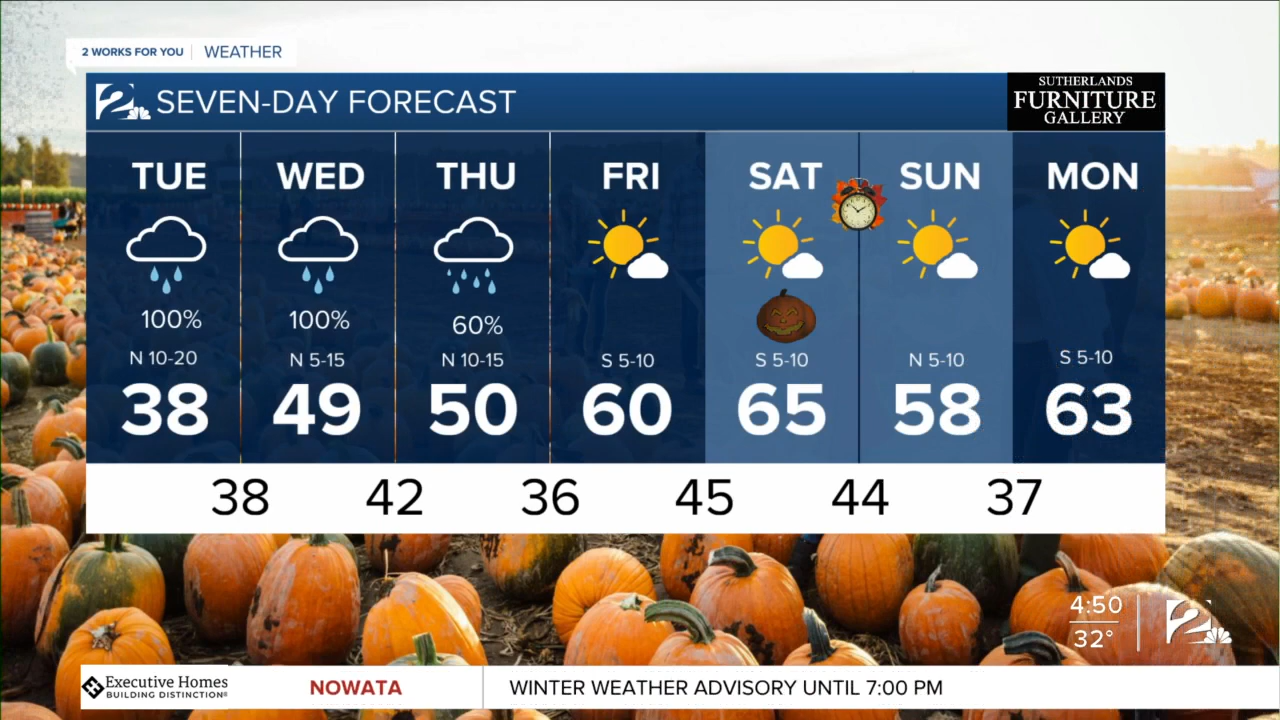 2 WORKS FOR YOU | WEATHER
2 SEVEN-DAY FORECAST
SUTHERLANDS
FURNITURE
GALLERY
TUE WED THU FRI SAT SUN MON
100% 100% 60%
N 10-20 N 5-15 N 10-15 S 5-10 S 5-10 N 5-10 S 5-10
38 49 50 60 65 58 63
38 42 36 45 44 37
4:50
32°
2
Executive Homes
BUILDING DISTINCTION®
NOWATA
WINTER WEATHER ADVISORY UNTIL 7:00 PM